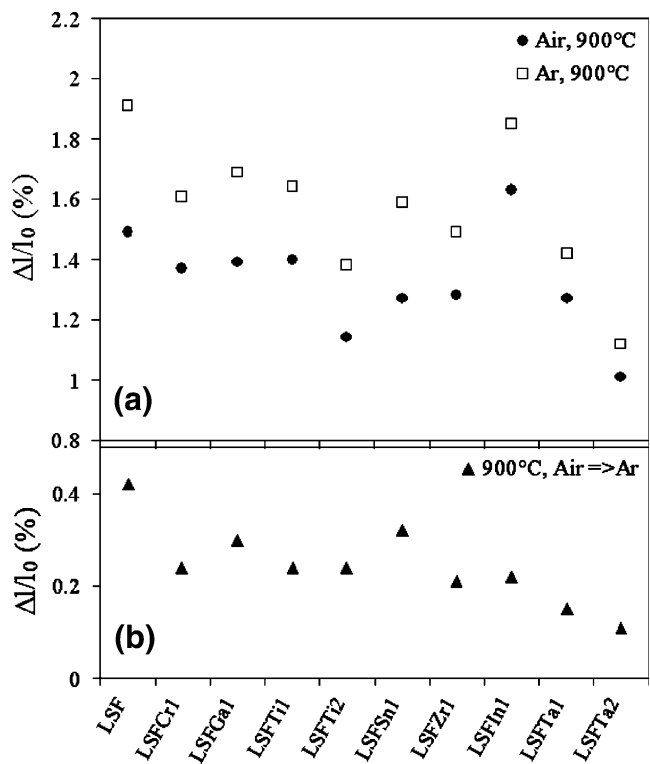 2.2
2
1.8
1.6
1.4
1.2
1
0.8
Δl/l₀ (%)
● Air, 900°C
□ Ar, 900°C
(a)
0.4
0.2
0
Δl/l₀ (%)
▲ 900°C, Air =>Ar
(b)
LSF
LSFCr1
LSFGa1
LSFTi1
LSFTi2
LSFSn1
LSFZr1
LSFIn1
LSFTa1
LSFTa2